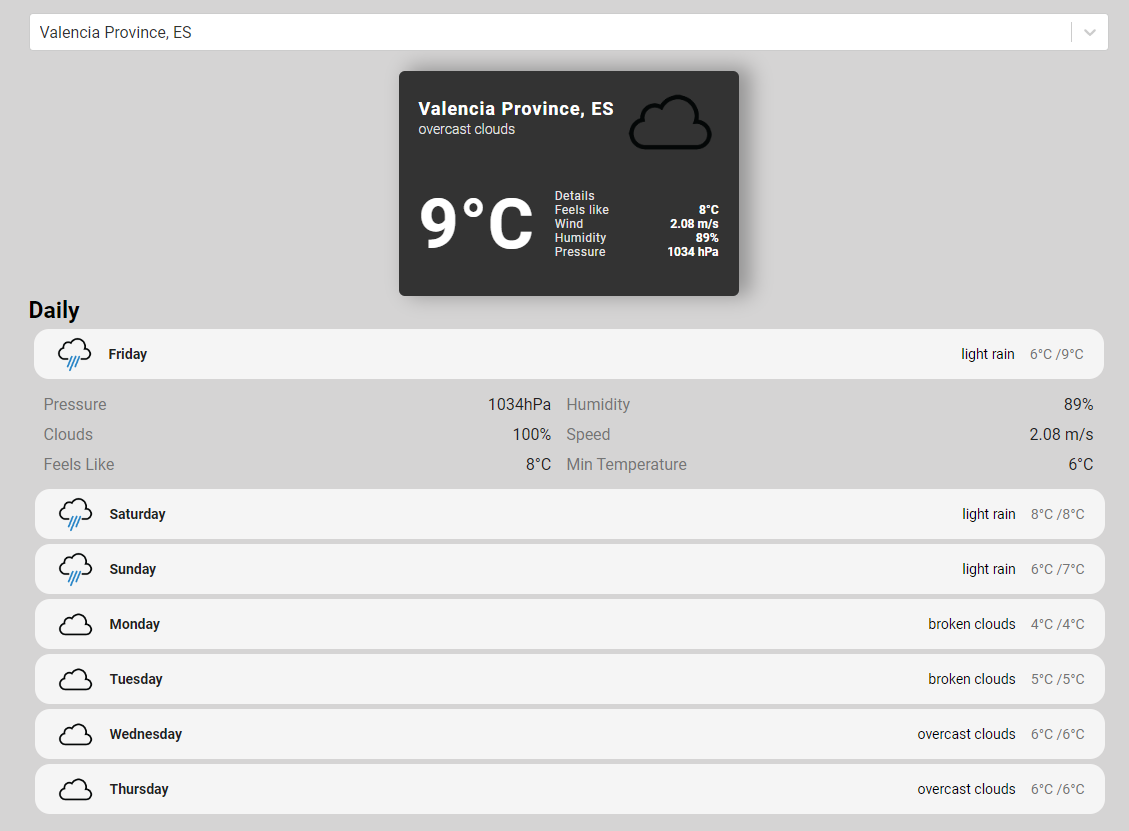 Valencia Province, ES
Valencia Province, ES
overcast clouds
9°C
Details
Feels like 8°C
Wind 2.08 m/s
Humidity 89%
Pressure 1034 hPa
Daily
Friday light rain 6°C /9°C
Pressure 1034hPa Humidity 89%
Clouds 100% Speed 2.08 m/s
Feels Like 8°C Min Temperature 6°C
Saturday light rain 8°C /8°C
Sunday light rain 6°C /7°C
Monday broken clouds 4°C /4°C
Tuesday broken clouds 5°C /5°C
Wednesday overcast clouds 6°C /6°C
Thursday overcast clouds 6°C /6°C